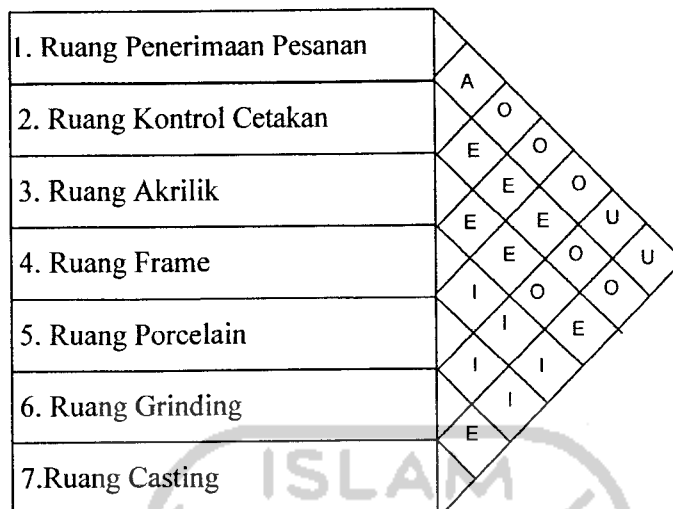 1. Ruang Penerimaan Pesanan
2. Ruang Kontrol Cetakan
3. Ruang Akrilik
4. Ruang Frame
5. Ruang Porcelain
6. Ruang Grinding
7.Ruang Casting
A
O
E O
E O
E E U
E O U
I O O
I E
I I
I
E
ISLAM